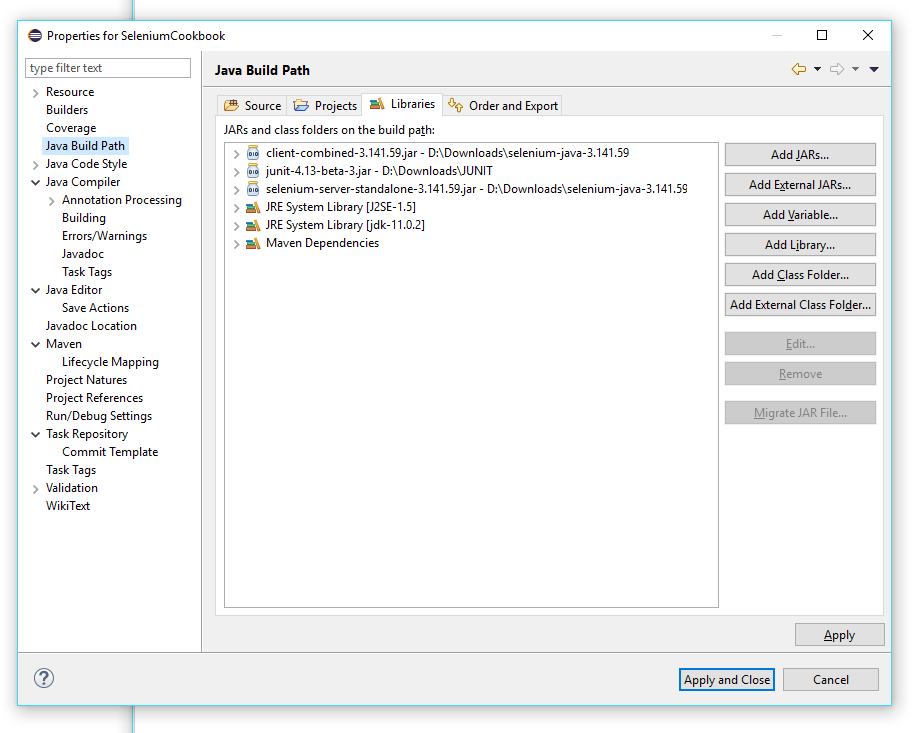 Properties for SeleniumCookbook
type filter text
Resource
Builders
Coverage
Java Build Path
Java Code Style
Java Compiler
Annotation Processing
Building
Errors/Warnings
Javadoc
Task Tags
Java Editor
Save Actions
Javadoc Location
Maven
Lifecycle Mapping
Project Natures
Project References
Run/Debug Settings
Task Repository
Commit Template
Task Tags
Validation
WikiText
Java Build Path
Source Projects Libraries Order and Export
JARs and class folders on the build path:
client-combined-3.141.59.jar - D:\Downloads\selenium-java-3.141.59
junit-4.13-beta-3.jar - D:\Downloads\JUNIT
selenium-server-standalone-3.141.59.jar - D:\Downloads\selenium-java-3.141.59
JRE System Library [J2SE-1.5]
JRE System Library [jdk-11.0.2]
Maven Dependencies
Add JARs...
Add External JARs...
Add Variable...
Add Library...
Add Class Folder...
Add External Class Folder...
Edit...
Remove
Migrate JAR File...
Apply
? Apply and Close Cancel